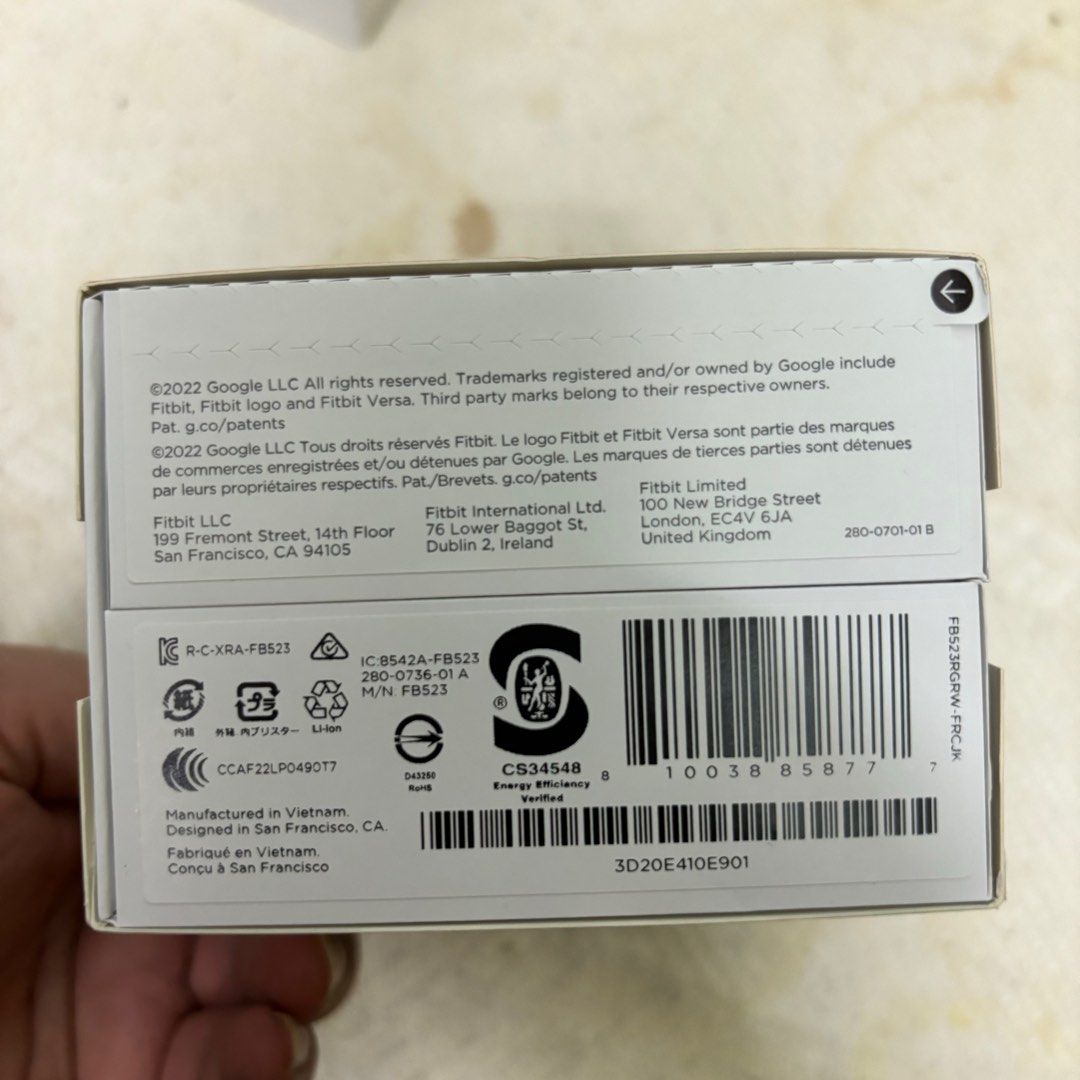 ©2022 Google LLC All rights reserved. Trademarks registered and/or owned by Google include
Fitbit, Fitbit logo and Fitbit Versa. Third party marks belong to their respective owners.
Pat. g.co/patents
©2022 Google LLC Tous droits réservés Fitbit. Le logo Fitbit et Fitbit Versa sont partie des marques
de commerces enregistrées et/ou détenues par Google. Les marques de tierces parties sont détenues
par leurs propriétaires respectifs. Pat./Brevets. g.co/patents
Fitbit LLC
199 Fremont Street, 14th Floor
San Francisco, CA 94105
Fitbit International Ltd.
76 Lower Baggot St,
Dublin 2, Ireland
Fitbit Limited
100 New Bridge Street
London, EC4V 6JA
United Kingdom
280-0701-01 B
R-C-XRA-FB523
IC:8542A-FB523
280-0736-01 A
M/N. FB523
紙
内紙
プラ
外装、内ブリスター
Li-ion
CCAF22LP0490T7
D43250
RoHS
S
®
CS34548
Energy Efficiency
Verified
8 10038 85877 7
FB523RGRW-FRCJK
Manufactured in Vietnam.
Designed in San Francisco, CA.
Fabriqué en Vietnam.
Conçu à San Francisco
3D20E410E901